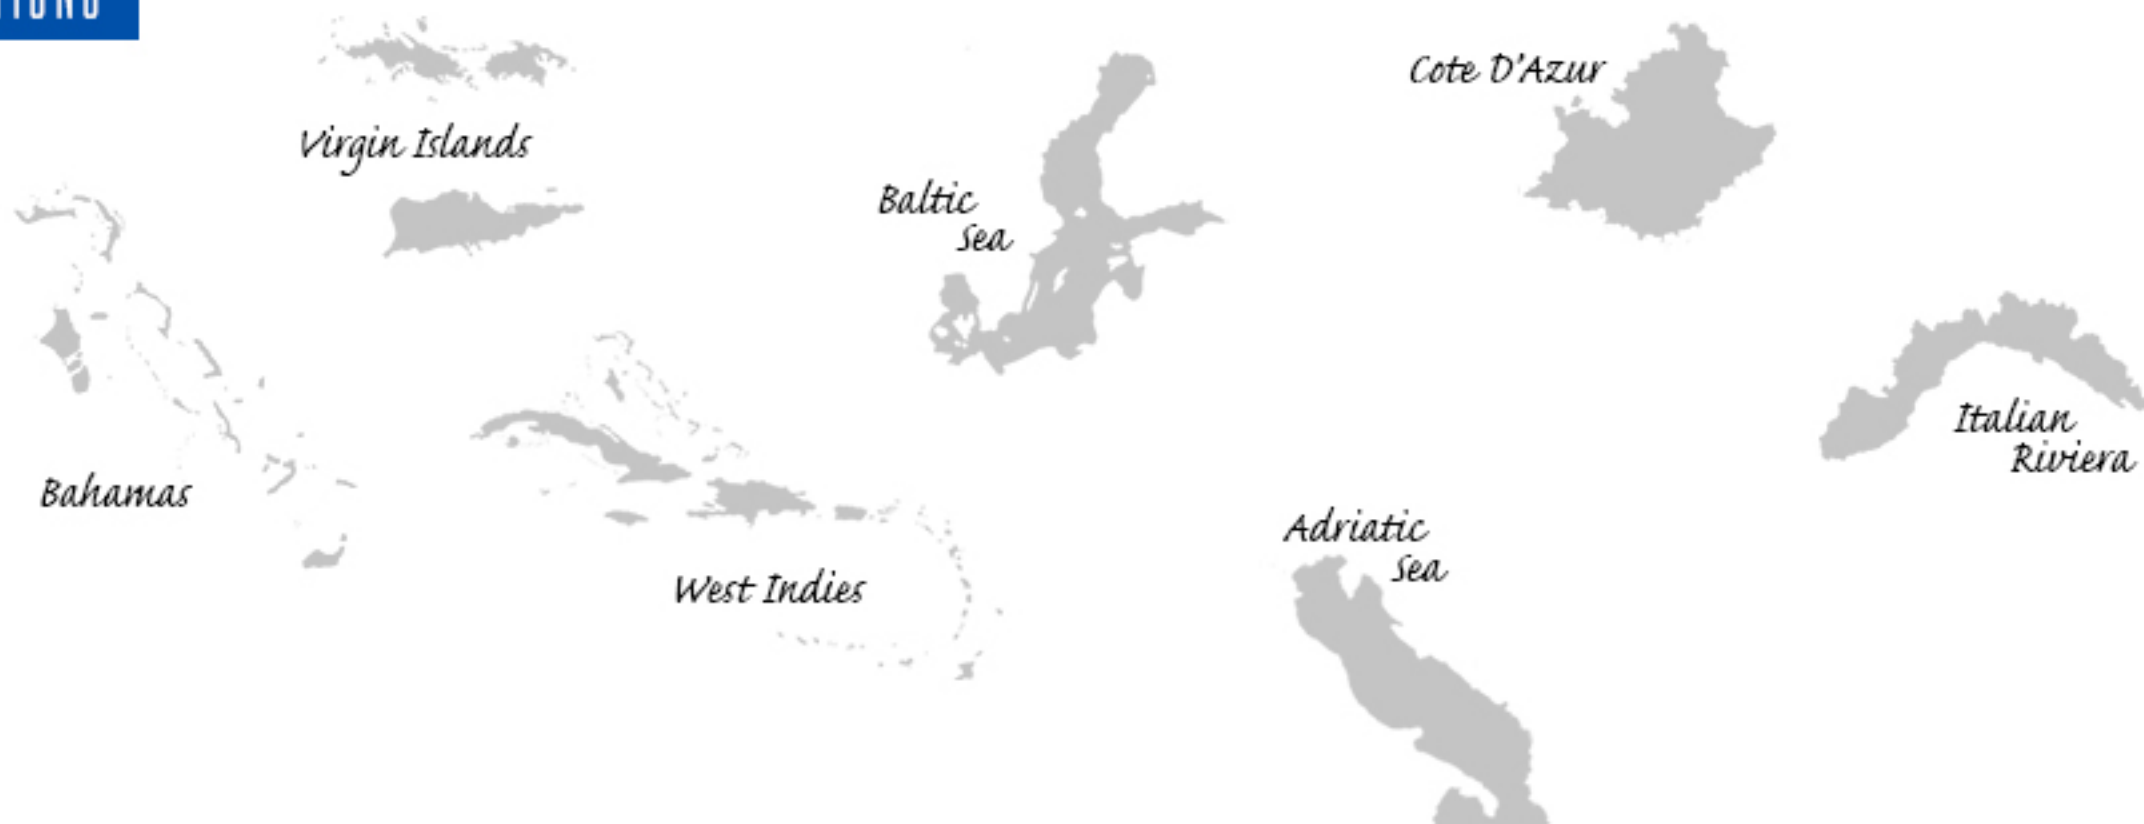 Cote D'Azur
Virgin Islands
Baltic
Sea
Italian
Riviera
Bahamas
Adriatic
Sea
West Indies